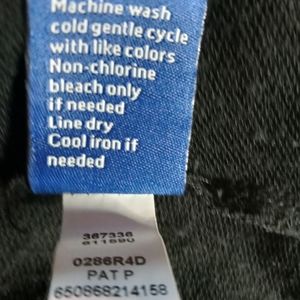 Machine wash
cold gentle cycle
with like colors
Non-chlorine
bleach only
if needed
Line dry
Cool iron if
needed
367336
611690
0286R4D
PAT P
650868214158